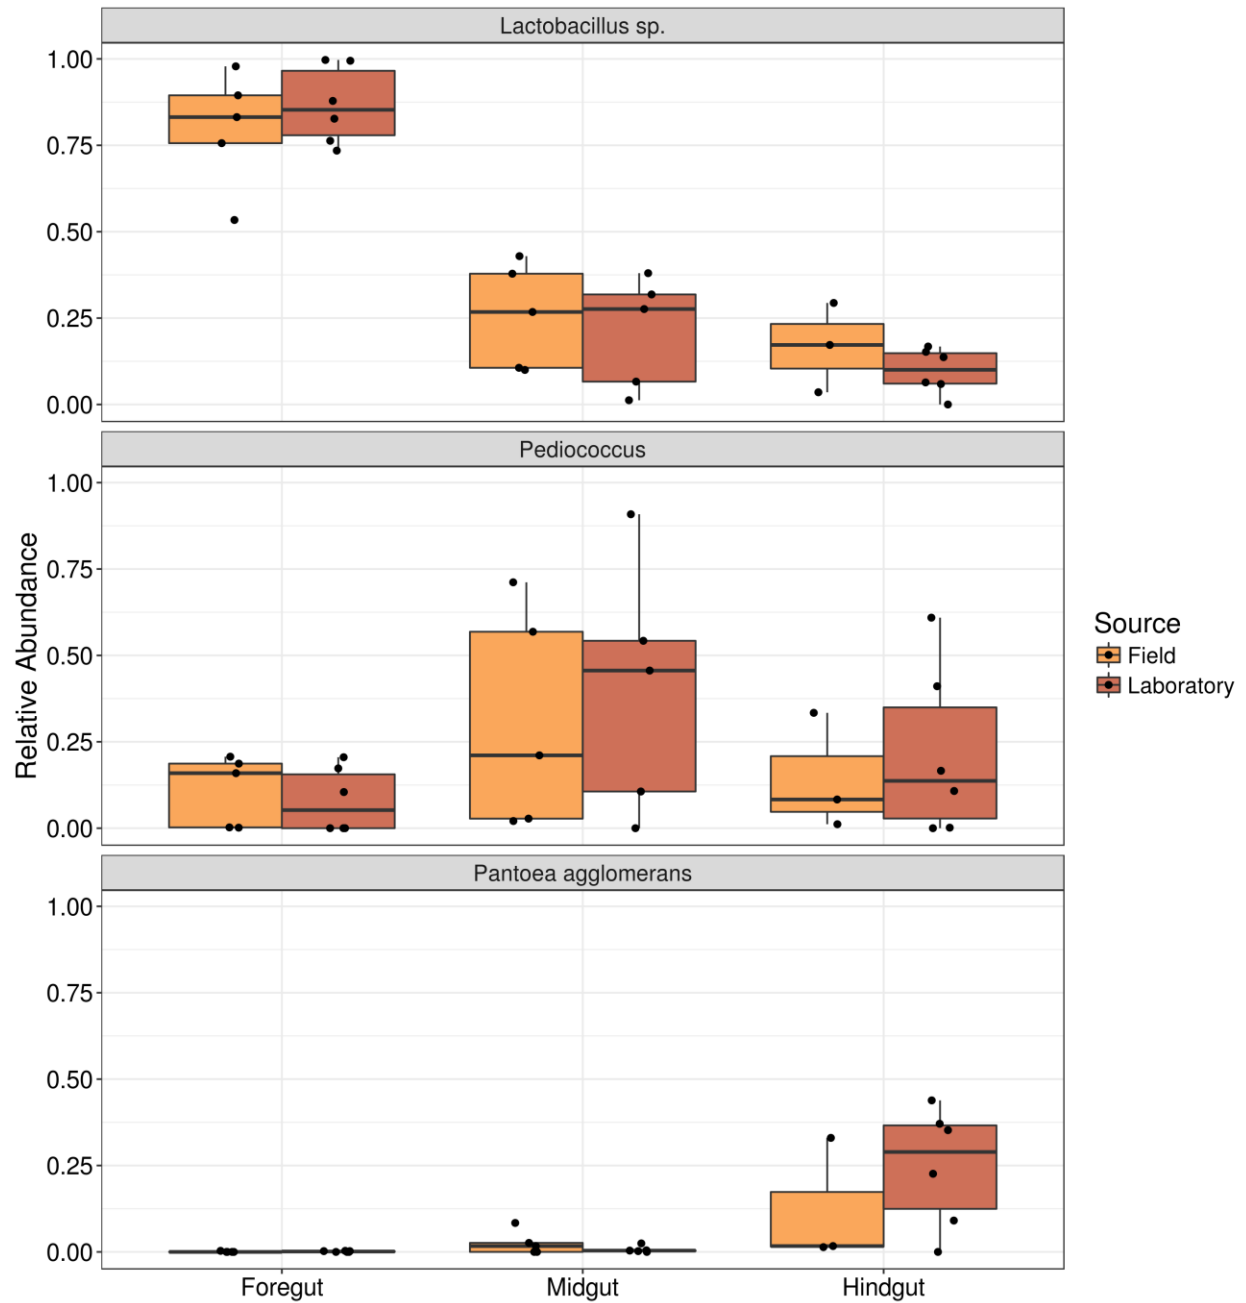 Lactobacillus sp.
1.00
0.75
0.50
0.25
0.00
Pediococcus
1.00
0.75
0.50
0.25
0.00
Relative Abundance
Pantoea agglomerans
1.00
0.75
0.50
0.25
0.00
Foregut Midgut Hindgut
Source
Field
Laboratory